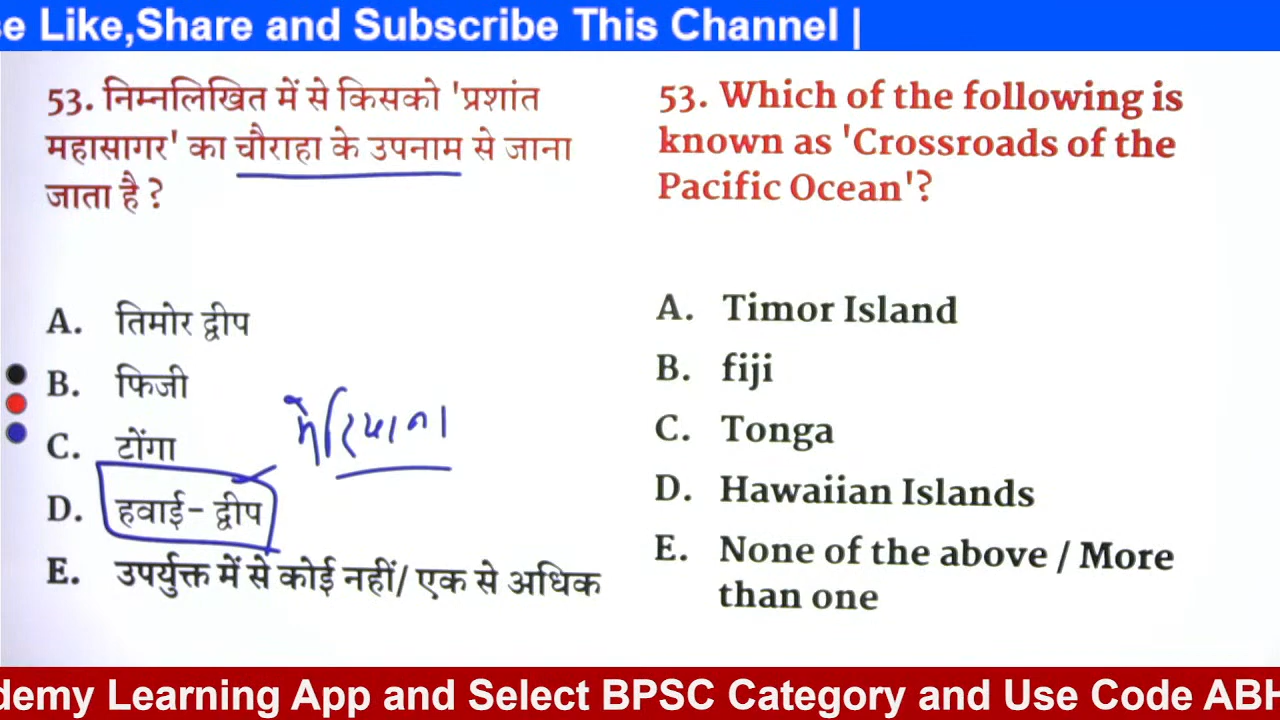 se Like,Share and Subscribe This Channel |
53. निम्नलिखित में से किसको 'प्रशांत
महासागर' का चौराहा के उपनाम से जाना
जाता है ?
A. तिमोर द्वीप
B. फिजी
C. टोंगा
D. हवाई- द्वीप
E. उपर्युक्त में से कोई नहीं/ एक से अधिक
53. Which of the following is
known as 'Crossroads of the
Pacific Ocean'?
A. Timor Island
B. fiji
C. Tonga
D. Hawaiian Islands
E. None of the above / More
than one
demy Learning App and Select BPSC Category and Use Code ABH